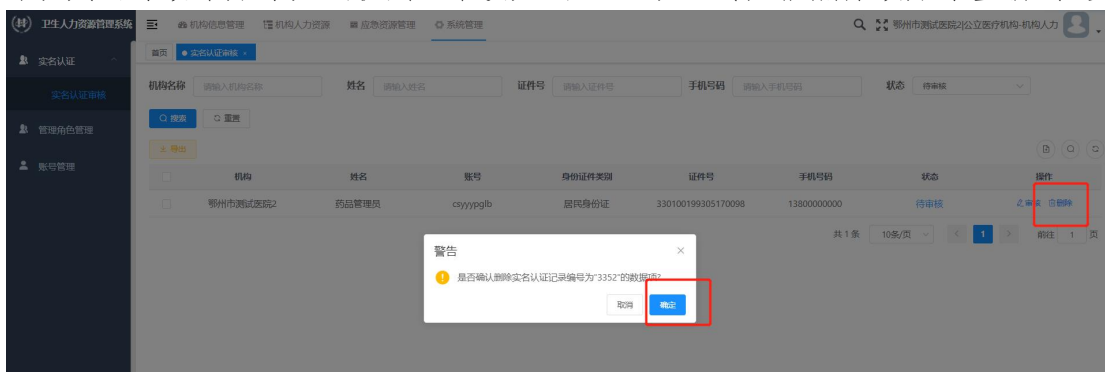 卫生人力资源管理系统
机构信息管理 机构人力资源 应急资源管理 系统管理
鄂州市测试医院2|公立医疗机构-机构人力
实名认证
实名认证审核
管理角色管理
账号管理
首页 实名认证审核 ×
机构名称 请输入机构名称 姓名 请输入姓名 证件号 请输入证件号 手机号码 请输入手机号码 状态 待审核
搜索 重置
导出
机构 姓名 账号 身份证件类别 证件号 手机号码 状态 操作
鄂州市测试医院2 药品管理员 csyyypglb 居民身份证 330100199305170098 13800000000 待审核 审核 删除
共 1 条 10条/页 < 1 > 前往 1 页
警告 ×
是否确认删除实名认证记录编号为"3352"的数据项?
取消 确定